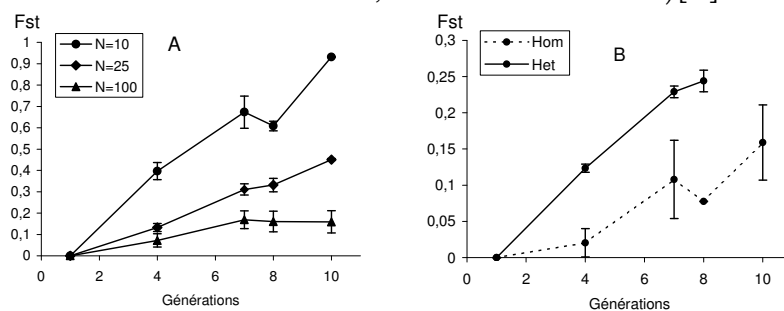 Fst
A
N=10
N=25
N=100
1
0,9
0,8
0,7
0,6
0,5
0,4
0,3
0,2
0,1
0
0 2 4 6 8 10
Générations
Fst
B
Hom
Het
0,3
0,25
0,2
0,15
0,1
0,05
0
0 2 4 6 8 10
Générations